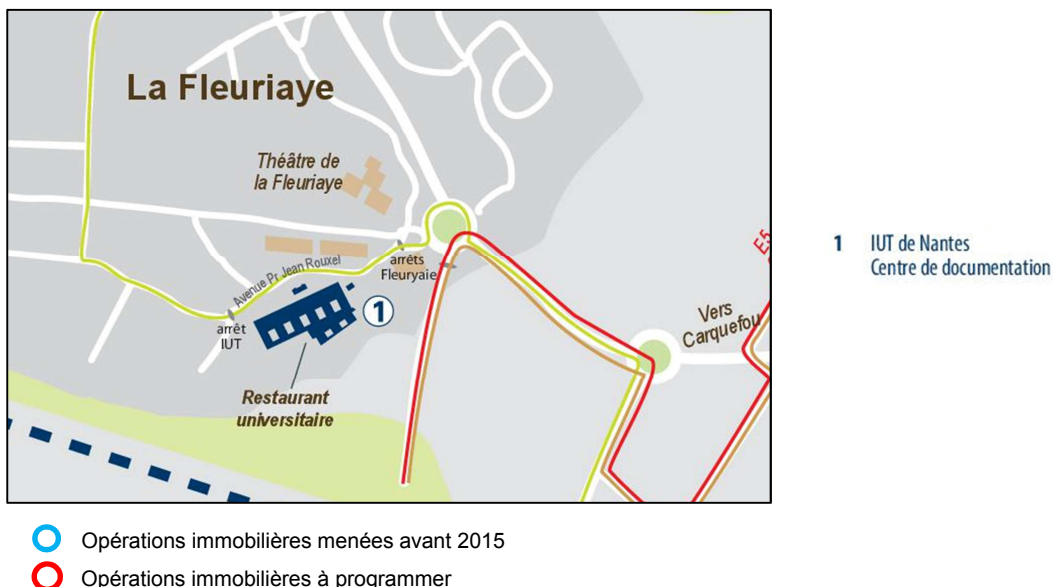 La Fleuriaye
Théâtre de
la Fleuriaye
Avenue Pr Jean Rouxel
arrêts
Fleuryaie
arrêt
IUT
1
Restaurant
universitaire
E5
Vers
Carquefou
1 IUT de Nantes
Centre de documentation
Opérations immobilières menées avant 2015
Opérations immobilières à programmer